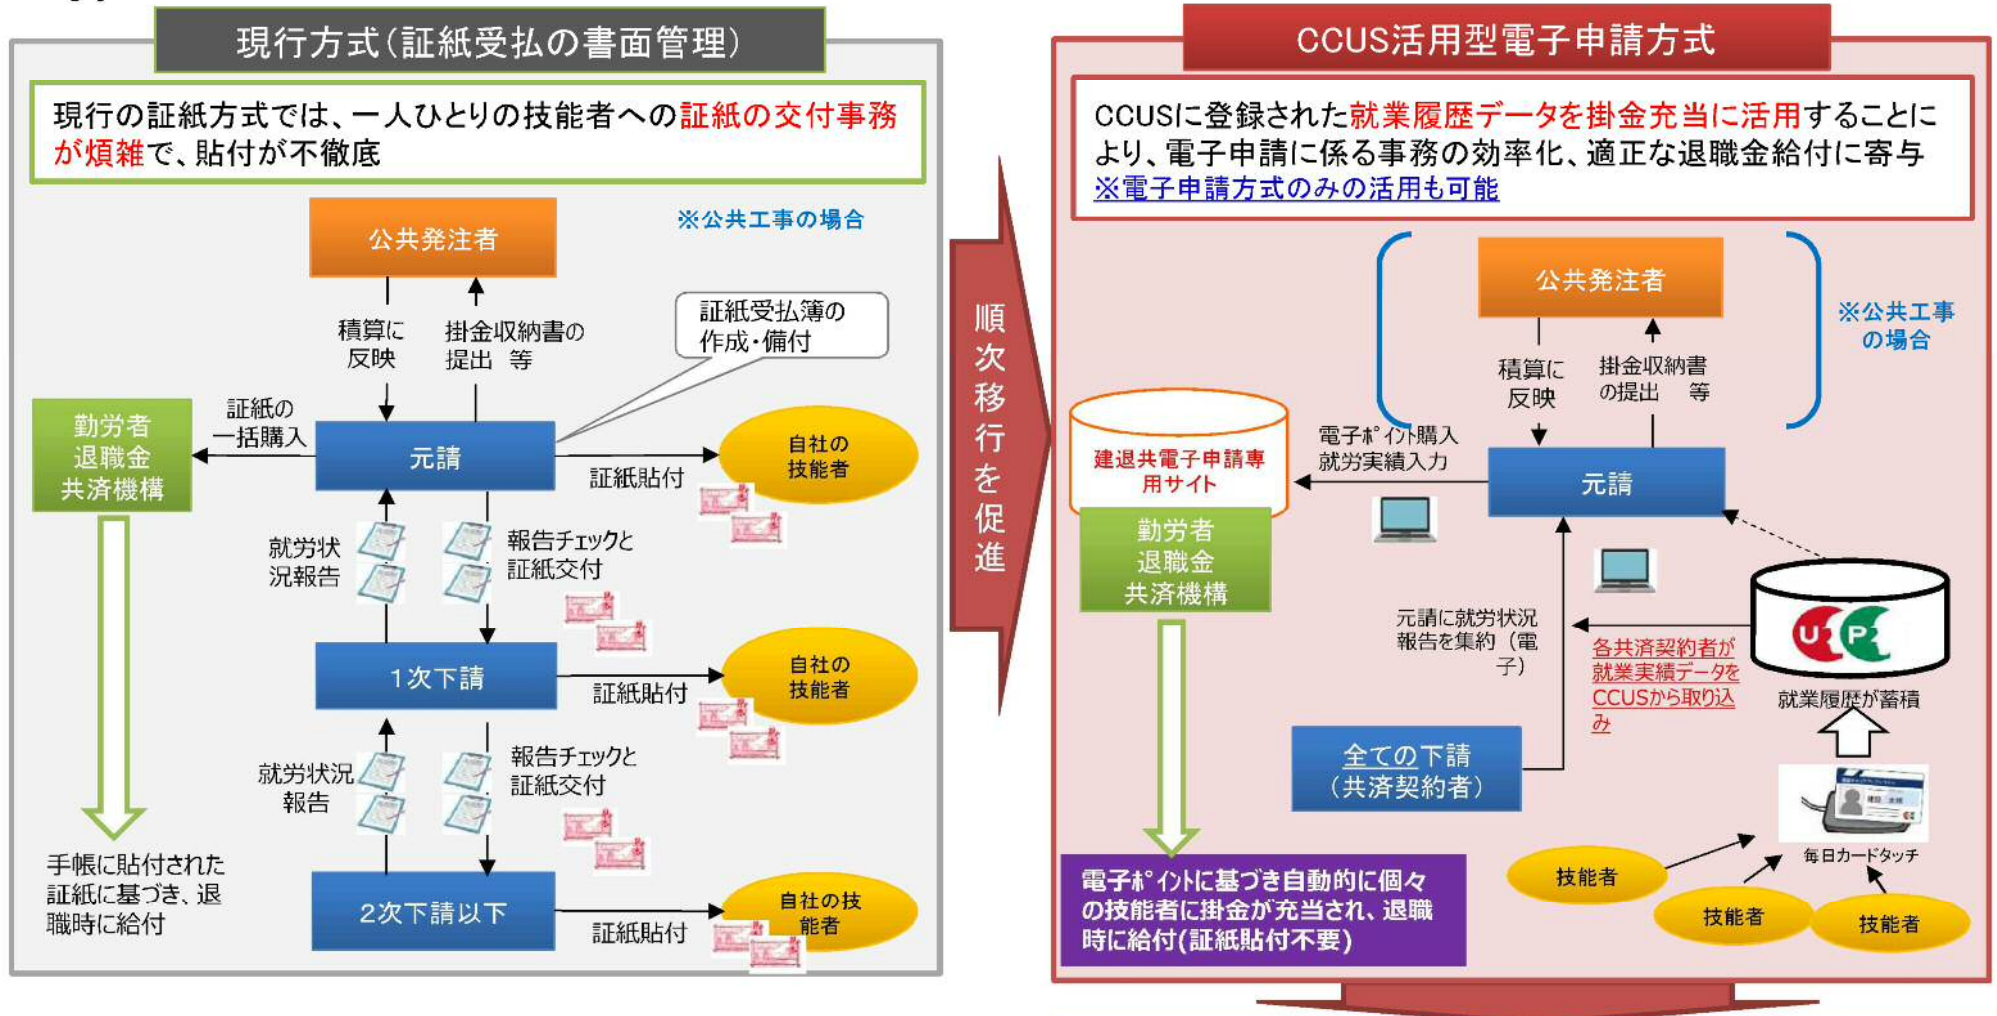 現行方式（証紙受払の書面管理）
現行の証紙方式では、一人ひとりの技能者への証紙の交付事務
が煩雑で、貼付が不徹底
※公共工事の場合
公共発注者
積算に
反映
掛金収納書の
提出 等
証紙受払簿の
作成・備付
勤労者
退職金
共済機構
証紙の
一括購入
元請
証紙貼付
自社の
技能者
就労状
況報告
報告チェックと
証紙交付
1次下請
証紙貼付
自社の
技能者
就労状況
報告
報告チェックと
証紙交付
手帳に貼付された
証紙に基づき、退
職時に給付
2次下請以下
証紙貼付
自社の技
能者
順次移行を促進
CCUS活用型電子申請方式
CCUSに登録された就業履歴データを掛金充当に活用することに
より、電子申請に係る事務の効率化、適正な退職金給付に寄与
※電子申請方式のみの活用も可能
公共発注者
※公共工事
の場合
積算に
反映
掛金収納書
の提出 等
建退共電子申請専
用サイト
電子ﾎﾟｲﾝﾄ購入
就労実績入力
元請
勤労者
退職金
共済機構
元請に就労状況
報告を集約（電
子）
各共済契約者が
就業実績データを
CCUSから取り込
み
就業履歴が蓄積
全ての下請
（共済契約者）
毎日カードタッチ
技能者
技能者
技能者
電子ﾎﾟｲﾝﾄに基づき自動的に個々
の技能者に掛金が充当され、退職
時に給付(証紙貼付不要)